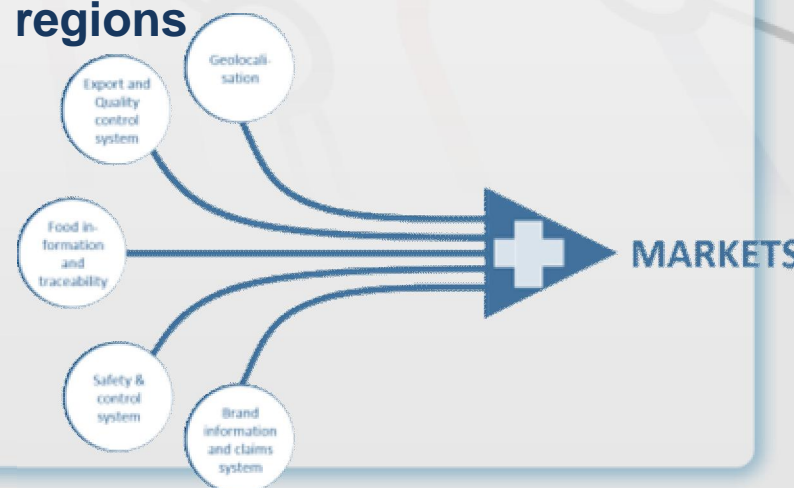 regions
Geolocali-
sation
Export and
Quality
control
system
Food in-
formation
and
traceability
MARKETS
Safety &
control
system
Brand
information
and claims
system